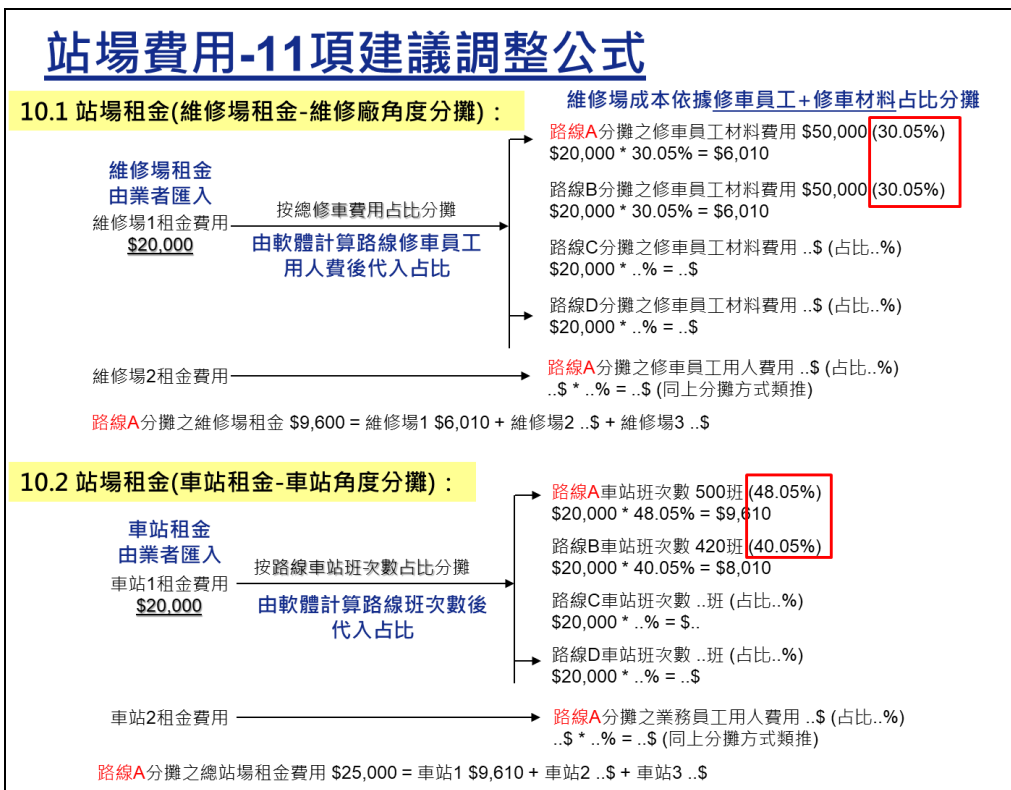 站場費用-11項建議調整公式
10.1 站場租金(維修場租金-維修廠角度分攤)：
維修場成本依據修車員工+修車材料占比分攤
維修場租金
由業者匯入
維修場1租金費用
$20,000
按總修車費用占比分攤
由軟體計算路線修車員工
用人費後代入占比
路線A分攤之修車員工材料費用 $50,000 (30.05%)
$20,000 * 30.05% = $6,010
路線B分攤之修車員工材料費用 $50,000 (30.05%)
$20,000 * 30.05% = $6,010
路線C分攤之修車員工材料費用 ..$ (占比..%)
$20,000 * ..% = ..$
路線D分攤之修車員工材料費用 ..$ (占比..%)
$20,000 * ..% = ..$
維修場2租金費用
路線A分攤之修車員工用人費用 ..$ (占比..%)
..$ * ..% = ..$ (同上分攤方式類推)
路線A分攤之維修場租金 $9,600 = 維修場1 $6,010 + 維修場2 ..$ + 維修場3 ..$
10.2 站場租金(車站租金-車站角度分攤)：
車站租金
由業者匯入
車站1租金費用
$20,000
按路線車站班次數占比分攤
由軟體計算路線班次數後
代入占比
路線A車站班次數 500班 (48.05%)
$20,000 * 48.05% = $9,610
路線B車站班次數 420班 (40.05%)
$20,000 * 40.05% = $8,010
路線C車站班次數 ..班 (占比..%)
$20,000 * ..% = $..
路線D車站班次數 ..班 (占比..%)
$20,000 * ..% = ..$
車站2租金費用
路線A分攤之業務員工用人費用 ..$ (占比..%)
..$ * ..% = ..$ (同上分攤方式類推)
路線A分攤之總站場租金費用 $25,000 = 車站1 $9,610 + 車站2 ..$ + 車站3 ..$